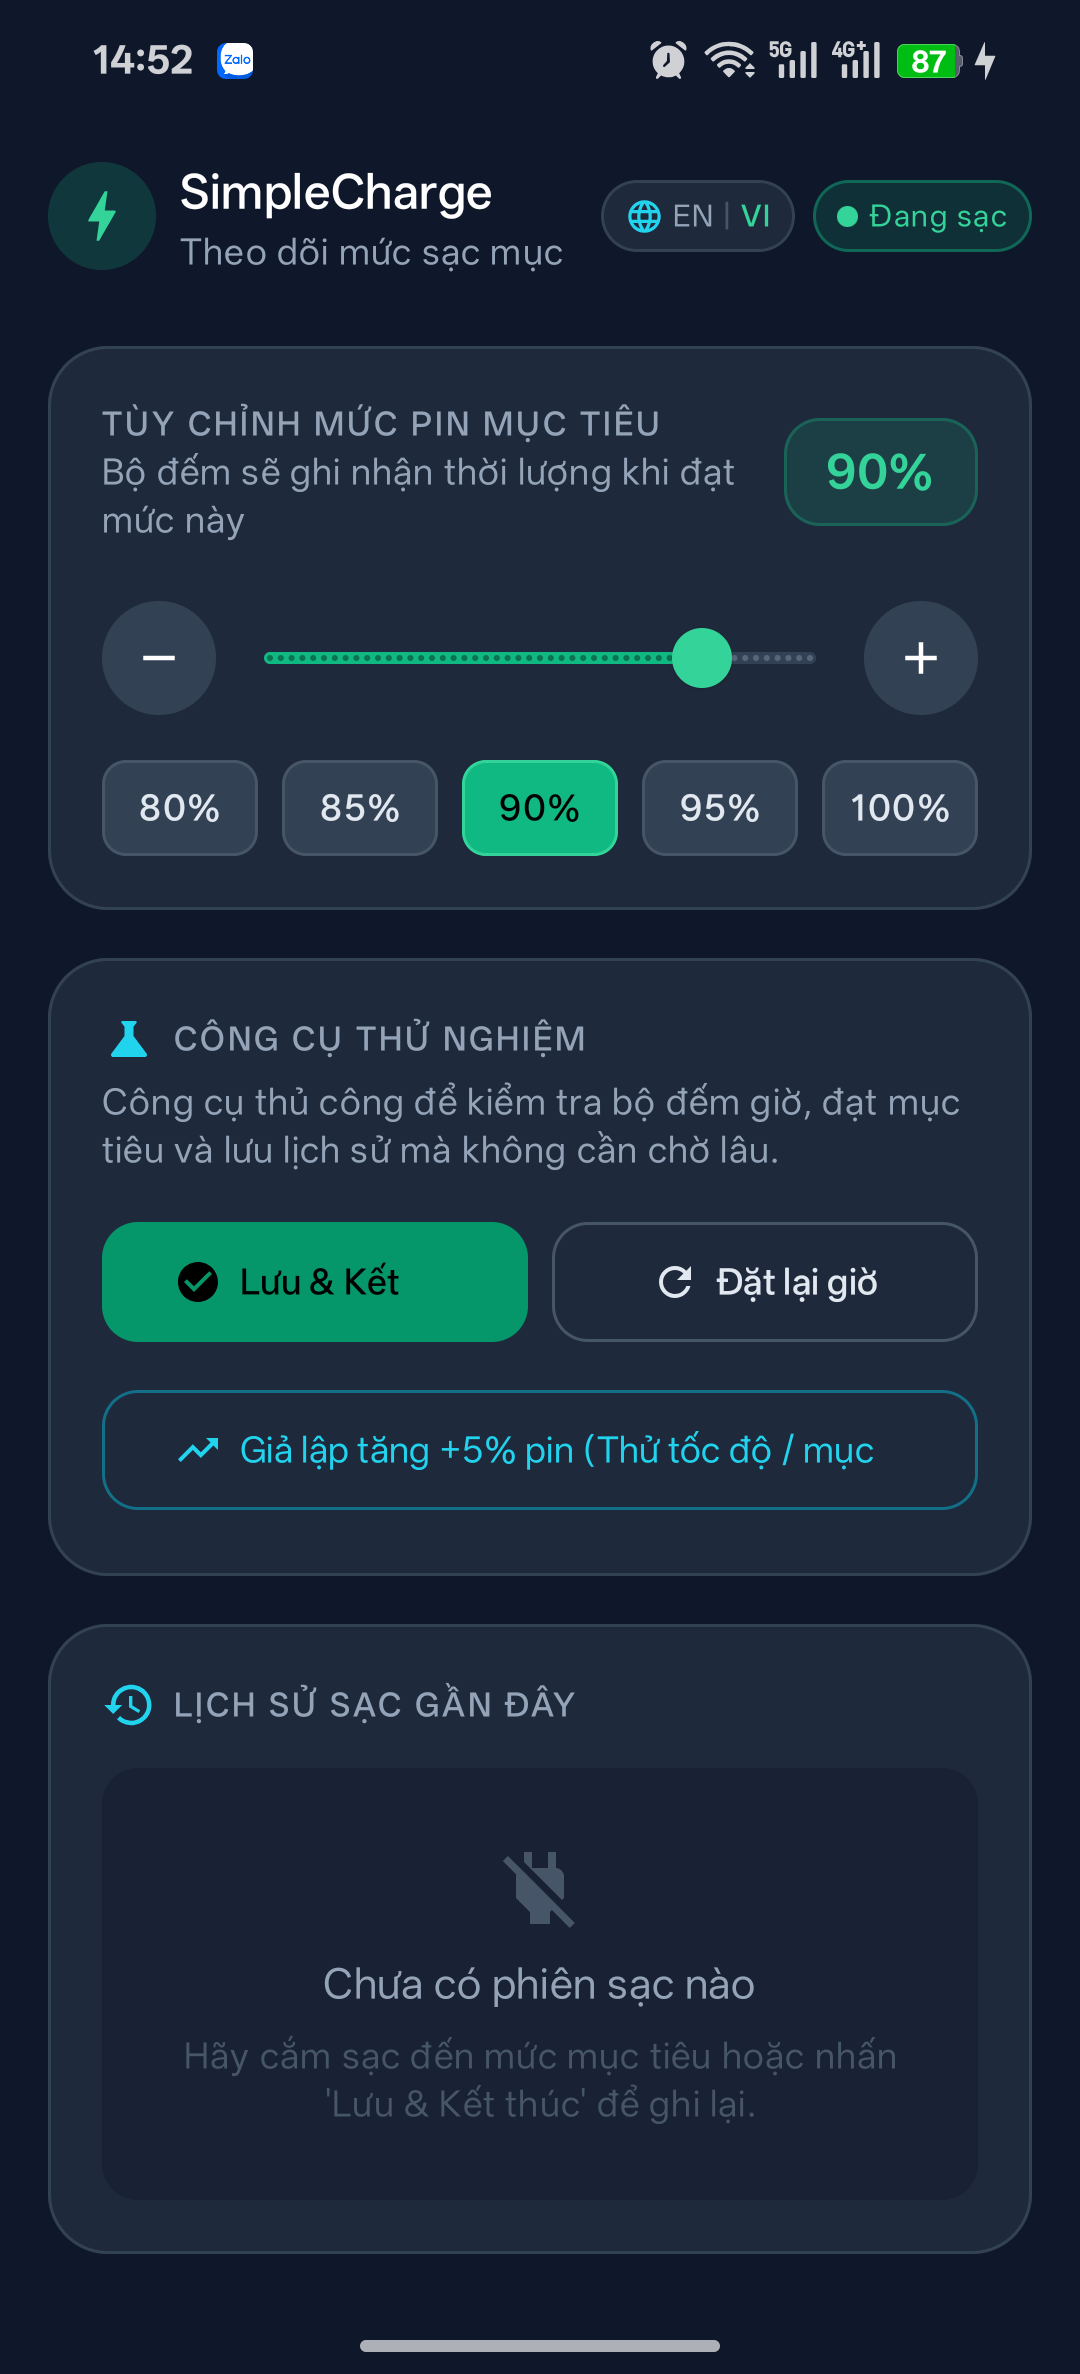 14:52
Zalo
5G
4G+
87
SimpleCharge
Theo dõi mức sạc mục
EN | VI
Đang sạc
TÙY CHỈNH MỨC PIN MỤC TIÊU
Bộ đếm sẽ ghi nhận thời lượng khi đạt
mức này
90%
80%
85%
90%
95%
100%
CÔNG CỤ THỬ NGHIỆM
Công cụ thủ công để kiểm tra bộ đếm giờ, đạt mục
tiêu và lưu lịch sử mà không cần chờ lâu.
Lưu & Kết
Đặt lại giờ
Giả lập tăng +5% pin (Thử tốc độ / mục
LỊCH SỬ SẠC GẦN ĐÂY
Chưa có phiên sạc nào
Hãy cắm sạc đến mức mục tiêu hoặc nhấn
'Lưu & Kết thúc' để ghi lại.